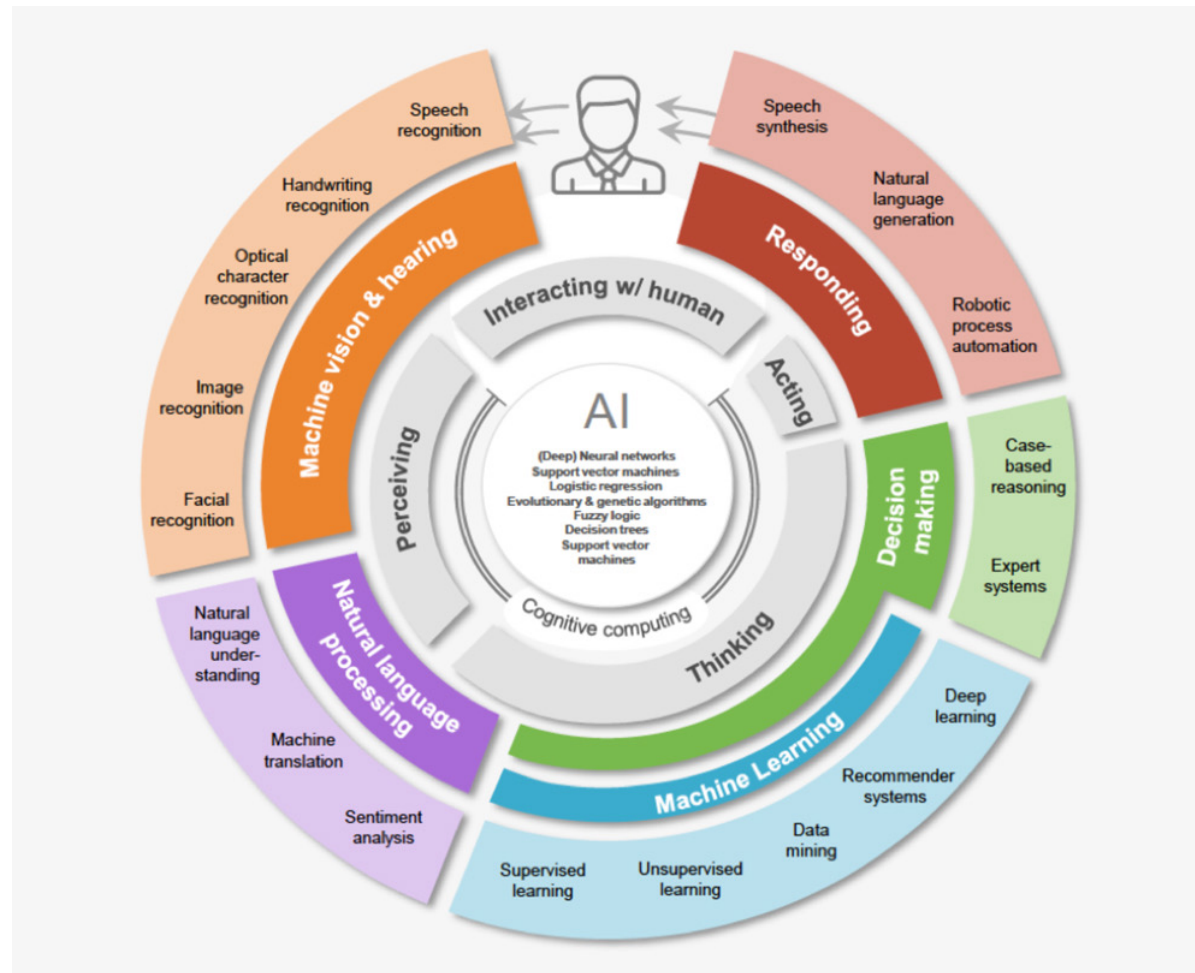 Speech
recognition
Handwriting
recognition
Optical
character
recognition
Image
recognition
Facial
recognition
Machine vision & hearing
Speech
synthesis
Natural
language
generation
Robotic
process
automation
Responding
Interacting w/ human
Acting
Perceiving
Thinking
AI
(Deep) Neural networks
Support vector machines
Logistic regression
Evolutionary & genetic algorithms
Fuzzy logic
Decision trees
Support vector
machines
Cognitive computing
Decision
making
Case-
based
reasoning
Expert
systems
Natural language
processing
Natural
language
under-
standing
Machine
translation
Sentiment
analysis
Machine Learning
Deep
learning
Recommender
systems
Data
mining
Unsupervised
learning
Supervised
learning